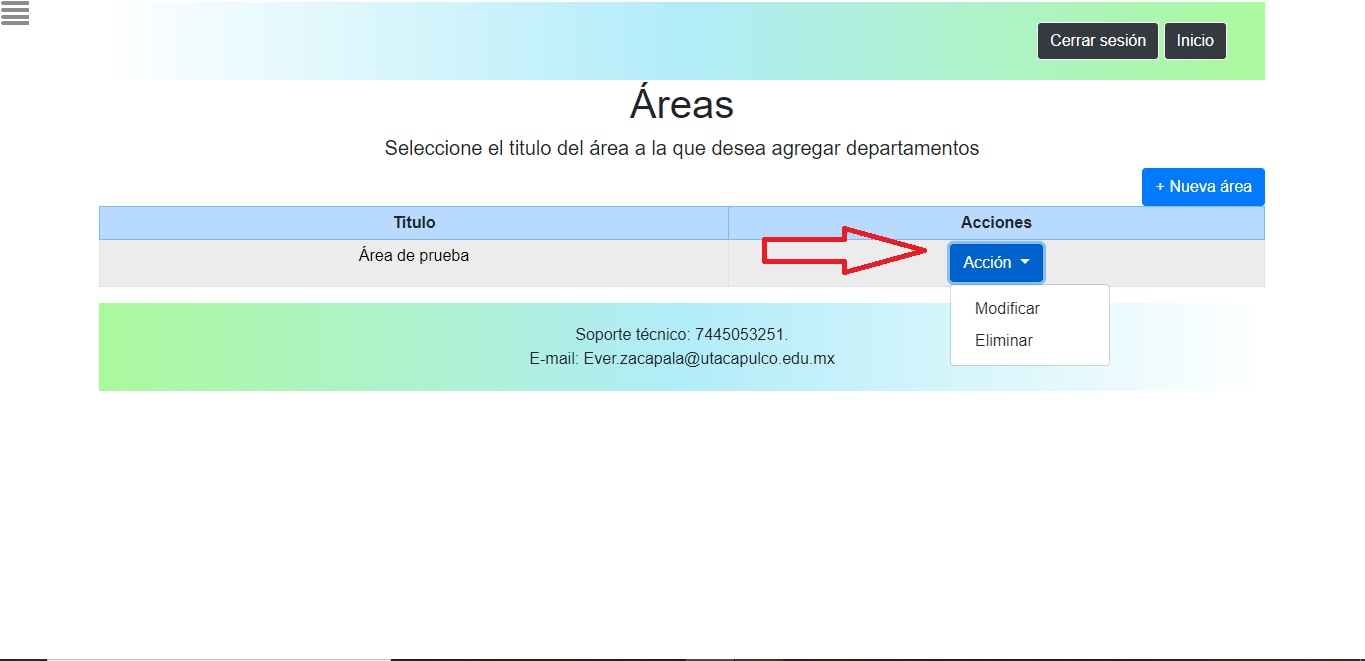 Cerrar sesión Inicio
Áreas
Seleccione el titulo del área a la que desea agregar departamentos
+ Nueva área
Titulo Acciones
Área de prueba Acción
Modificar
Eliminar
Soporte técnico: 7445053251.
E-mail: Ever.zacapala@utacapulco.edu.mx